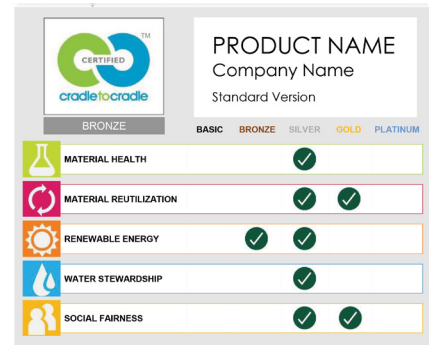 TM
CERTIFIED
cradletocradle
BRONZE
PRODUCT NAME
Company Name
Standard Version
BASIC BRONZE SILVER GOLD PLATINUM
MATERIAL HEALTH
MATERIAL REUTILIZATION
RENEWABLE ENERGY
WATER STEWARDSHIP
SOCIAL FAIRNESS